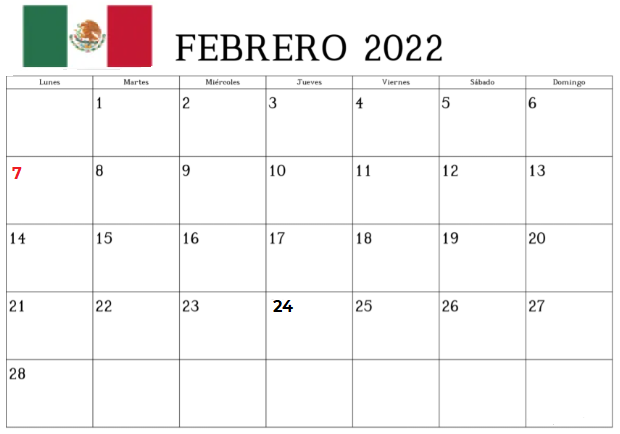 FEBRERO 2022
Lunes Martes Miércoles Jueves Viernes Sábado Domingo
1 2 3 4 5 6
7 8 9 10 11 12 13
14 15 16 17 18 19 20
21 22 23 24 25 26 27
28